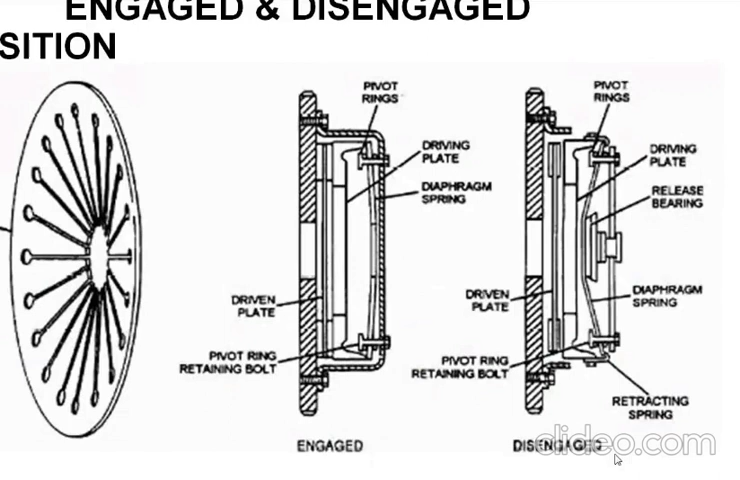 ENGAGED & DISENGAGED
SITION
PIVOT
RINGS
DRIVING
PLATE
DIAPHRAGM
SPRING
DRIVEN
PLATE
PIVOT RING
RETAINING BOLT
ENGAGED
PIVOT
RINGS
DRIVING
PLATE
RELEASE
BEARING
DIAPHRAGM
SPRING
DRIVEN
PLATE
PIVOT RING
RETAINING BOLT
RETRACTING
SPRING
DISENGAGED
clideo.com